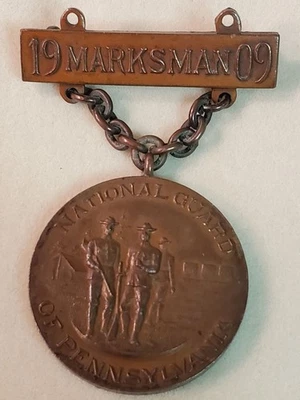 19 MARKSMAN 09
NATIONAL GUARD
OF PENNSYLVANIA